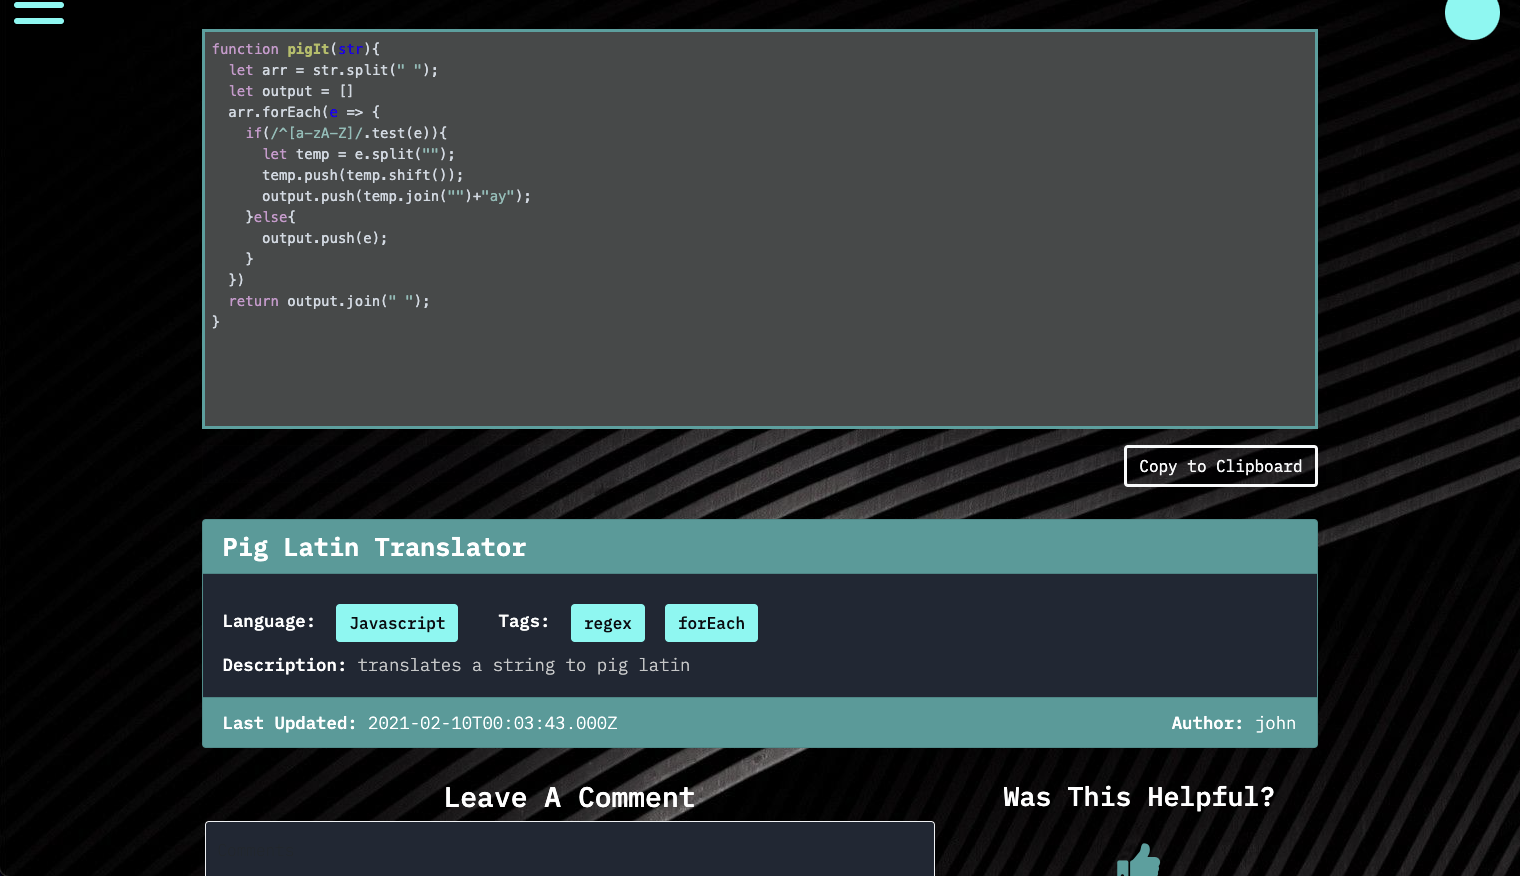 function pigIt(str){
  let arr = str.split(" ");
  let output = []
  arr.forEach(e => {
    if(/^[a-zA-Z]/.test(e)){
      let temp = e.split("");
      temp.push(temp.shift());
      output.push(temp.join("")+"ay");
    }else{
      output.push(e);
    }
  })
  return output.join(" ");
}
Copy to Clipboard
Pig Latin Translator
Language: Javascript Tags: regex forEach
Description: translates a string to pig latin
Last Updated: 2021-02-10T00:03:43.000Z Author: john
Leave A Comment
Was This Helpful?